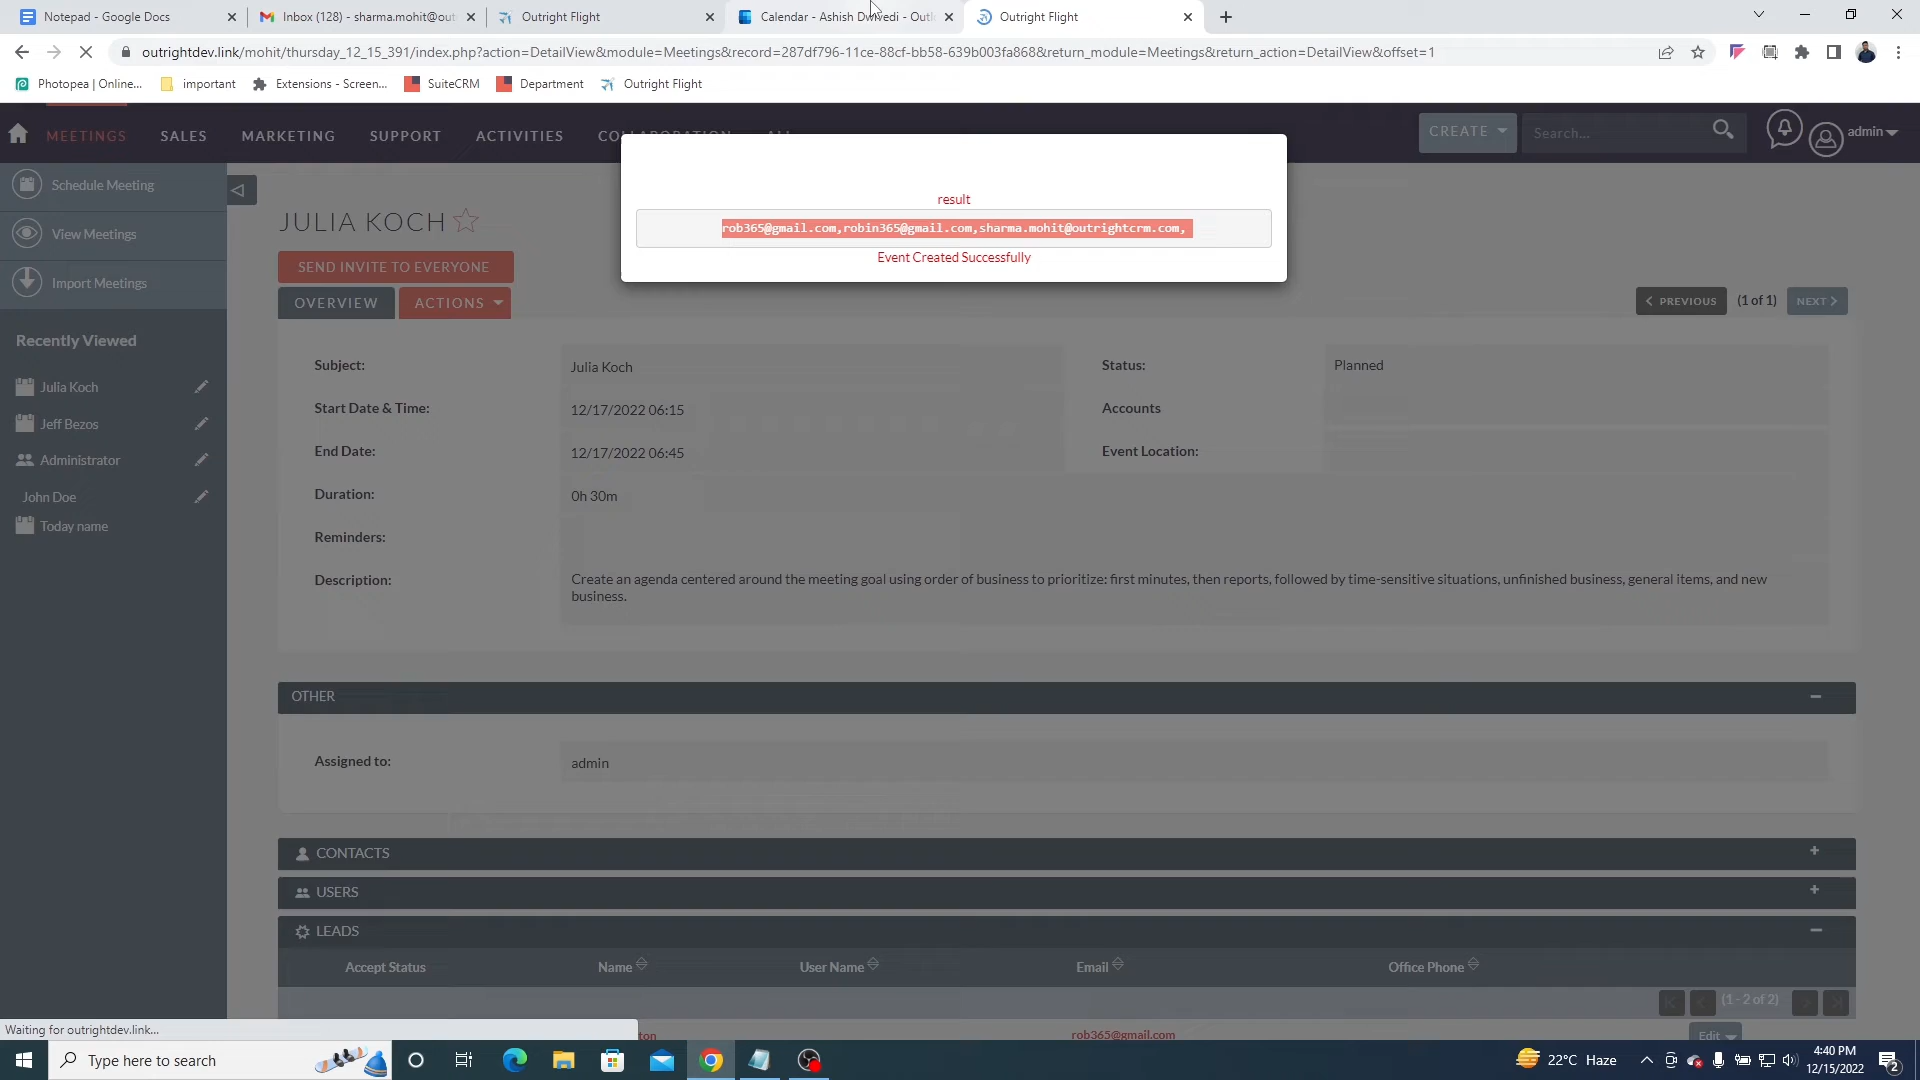 Notepad - Google Docs
Inbox (128) - sharma.mohit@out
Outright Flight
Calendar - Ashish Dwivedi - Outl
Outright Flight
outrightdev.link/mohit/thursday_12_15_391/index.php?action=DetailView&module=Meetings&record=287df796-11ce-88cf-bb58-639b003fa868&return_module=Meetings&return_action=DetailView&offset=1
Photopea | Online...
important
Extensions - Screen...
SuiteCRM
Department
Outright Flight
MEETINGS
SALES
MARKETING
SUPPORT
ACTIVITIES
COLLABORATION
ALL
CREATE
Search...
admin
Schedule Meeting
View Meetings
Import Meetings
Recently Viewed
Julia Koch
Jeff Bezos
Administrator
John Doe
Today name
result
rob365@gmail.com,robin365@gmail.com,sharma.mohit@outrightcrm.com,
Event Created Successfully
JULIA KOCH
SEND INVITE TO EVERYONE
OVERVIEW
ACTIONS
PREVIOUS
(1 of 1)
NEXT
Subject:
Julia Koch
Status:
Planned
Start Date & Time:
12/17/2022 06:15
Accounts
End Date:
12/17/2022 06:45
Event Location:
Duration:
0h 30m
Reminders:
Description:
Create an agenda centered around the meeting goal using order of business to prioritize: first minutes, then reports, followed by time-sensitive situations, unfinished business, general items, and new
business.
OTHER
Assigned to:
admin
CONTACTS
USERS
LEADS
Accept Status
Name
User Name
Email
Office Phone
(1 - 2 of 2)
ton
rob365@gmail.com
Edit
Waiting for outrightdev.link...
Type here to search
22°C Haze
4:40 PM
12/15/2022
2